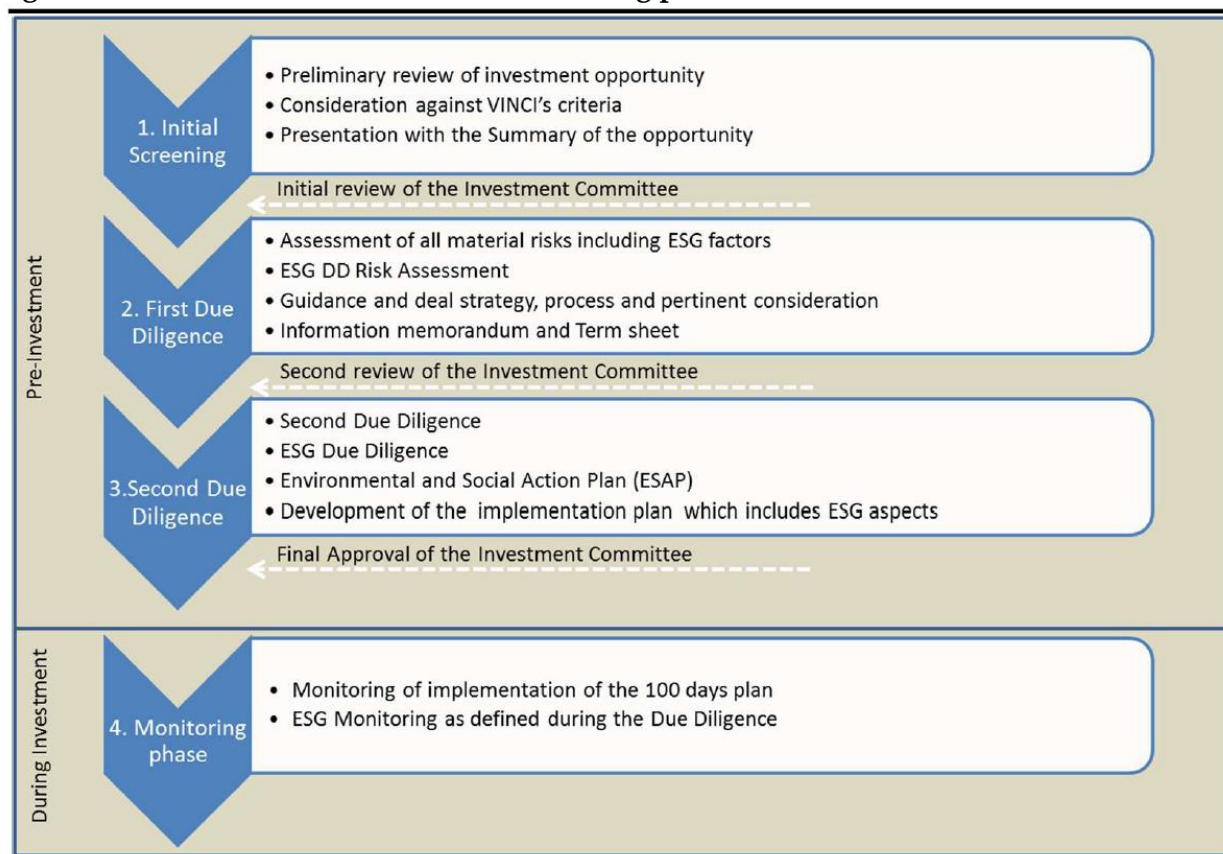 Pre-Investment
1. Initial
Screening
• Preliminary review of investment opportunity
• Consideration against VINCI's criteria
• Presentation with the Summary of the opportunity
Initial review of the Investment Committee
2. First Due
Diligence
• Assessment of all material risks including ESG factors
• ESG DD Risk Assessment
• Guidance and deal strategy, process and pertinent consideration
• Information memorandum and Term sheet
Second review of the Investment Committee
3.Second Due
Diligence
• Second Due Diligence
• ESG Due Diligence
• Environmental and Social Action Plan (ESAP)
• Development of the implementation plan which includes ESG aspects
Final Approval of the Investment Committee
During Investment
4. Monitoring
phase
• Monitoring of implementation of the 100 days plan
• ESG Monitoring as defined during the Due Diligence